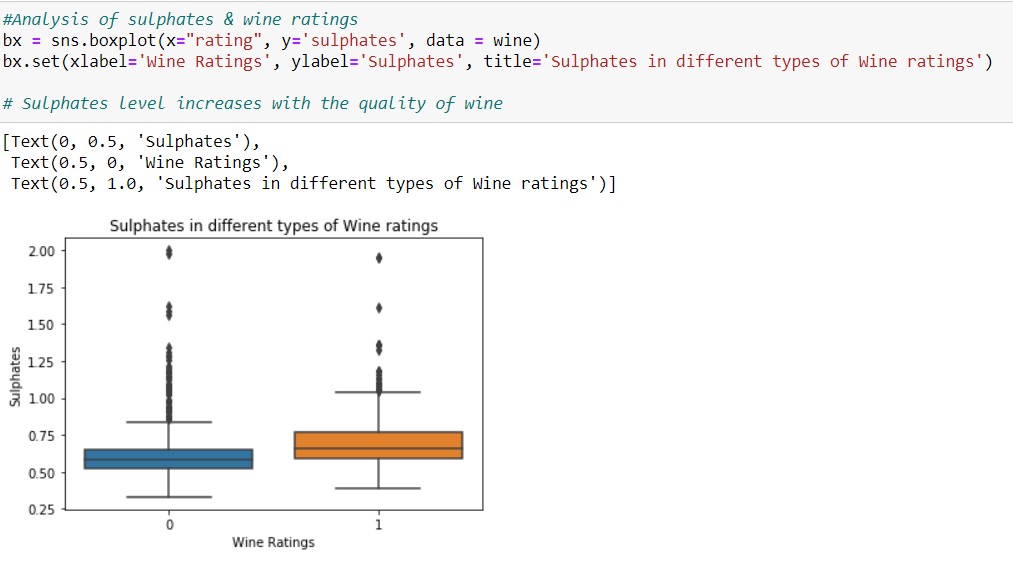 #Analysis of sulphates & wine ratings
bx = sns.boxplot(x="rating", y='sulphates', data = wine)
bx.set(xlabel='Wine Ratings', ylabel='Sulphates', title='Sulphates in different types of Wine ratings')
# Sulphates level increases with the quality of wine
[Text(0, 0.5, 'Sulphates'),
Text(0.5, 0, 'Wine Ratings'),
Text(0.5, 1.0, 'Sulphates in different types of Wine ratings')]
Sulphates in different types of Wine ratings
2.00
1.75
1.50
1.25
1.00
0.75
0.50
0.25
Sulphates
0 1
Wine Ratings